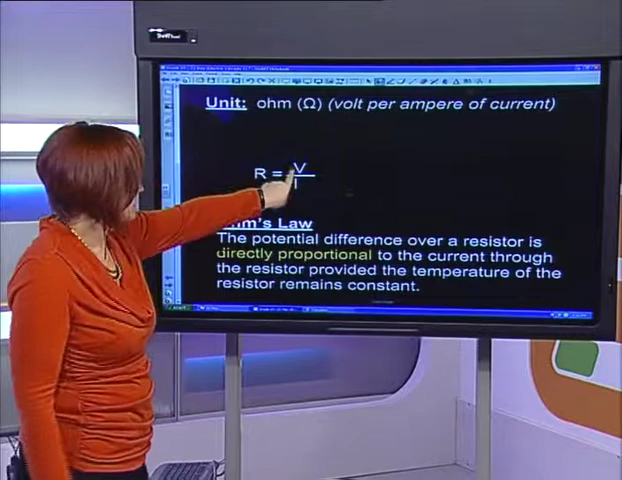 Unit: ohm (Ω) (volt per ampere of current)
R = V
I
Ohm's Law
The potential difference over a resistor is
directly proportional to the current through
the resistor provided the temperature of the
resistor remains constant.